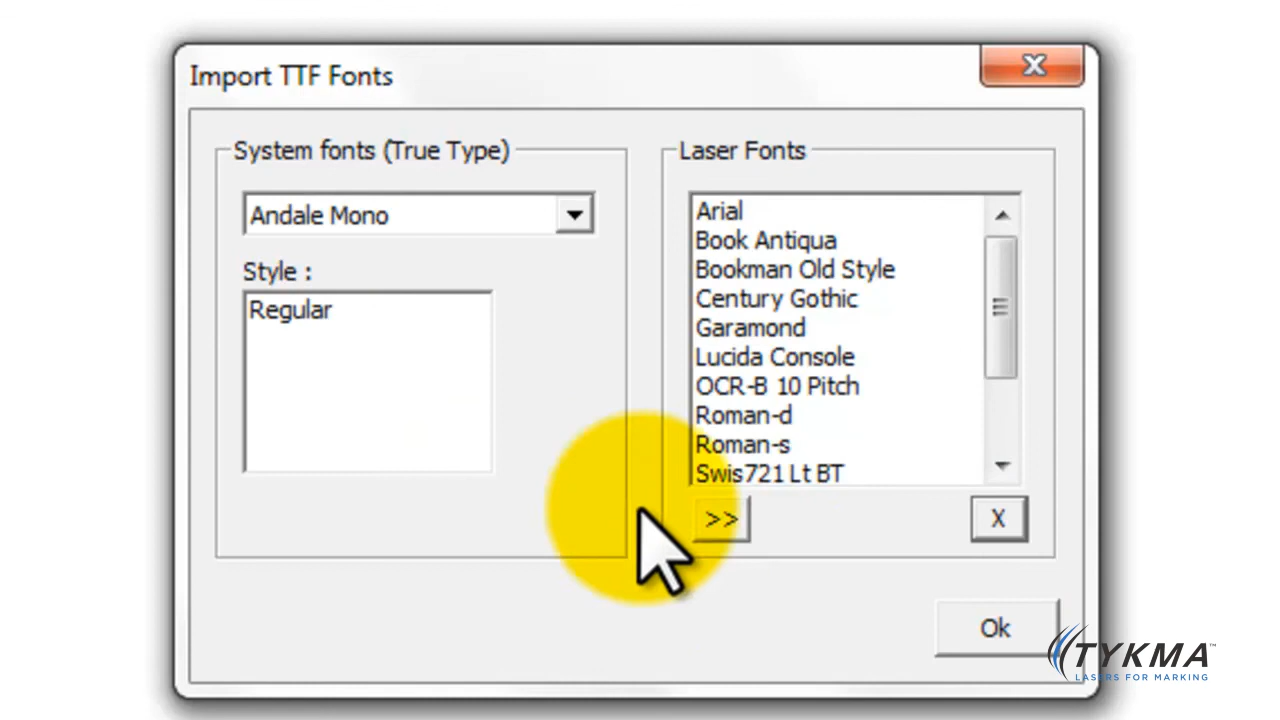 Import TTF Fonts
X
System fonts (True Type)
Andale Mono
Style :
Regular
Laser Fonts
Arial
Book Antiqua
Bookman Old Style
Century Gothic
Garamond
Lucida Console
OCR-B 10 Pitch
Roman-d
Roman-s
Swis721 Lt BT
>>
X
Ok
TYKMA™
LASERS FOR MARKING